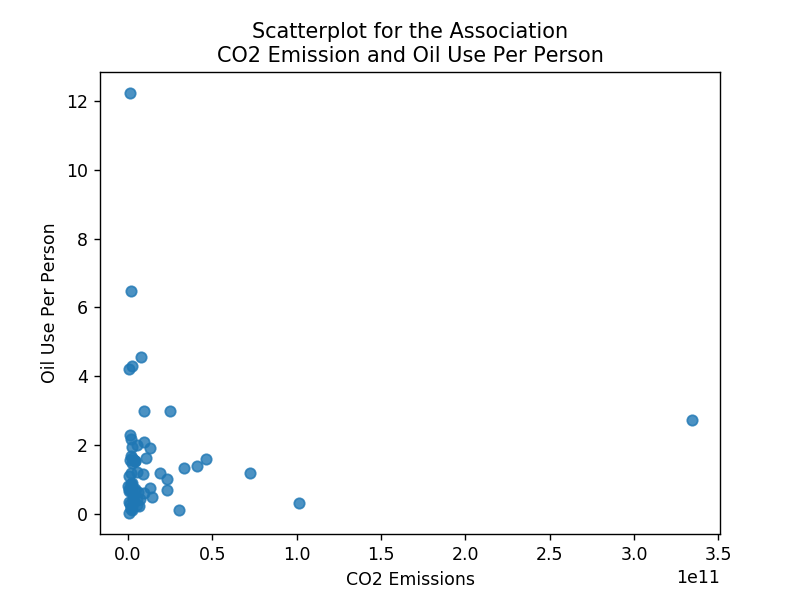 Scatterplot for the Association
CO2 Emission and Oil Use Per Person
12
10
8
6
4
2
0
Oil Use Per Person
0.0 0.5 1.0 1.5 2.0 2.5 3.0 3.5
CO2 Emissions
1e11